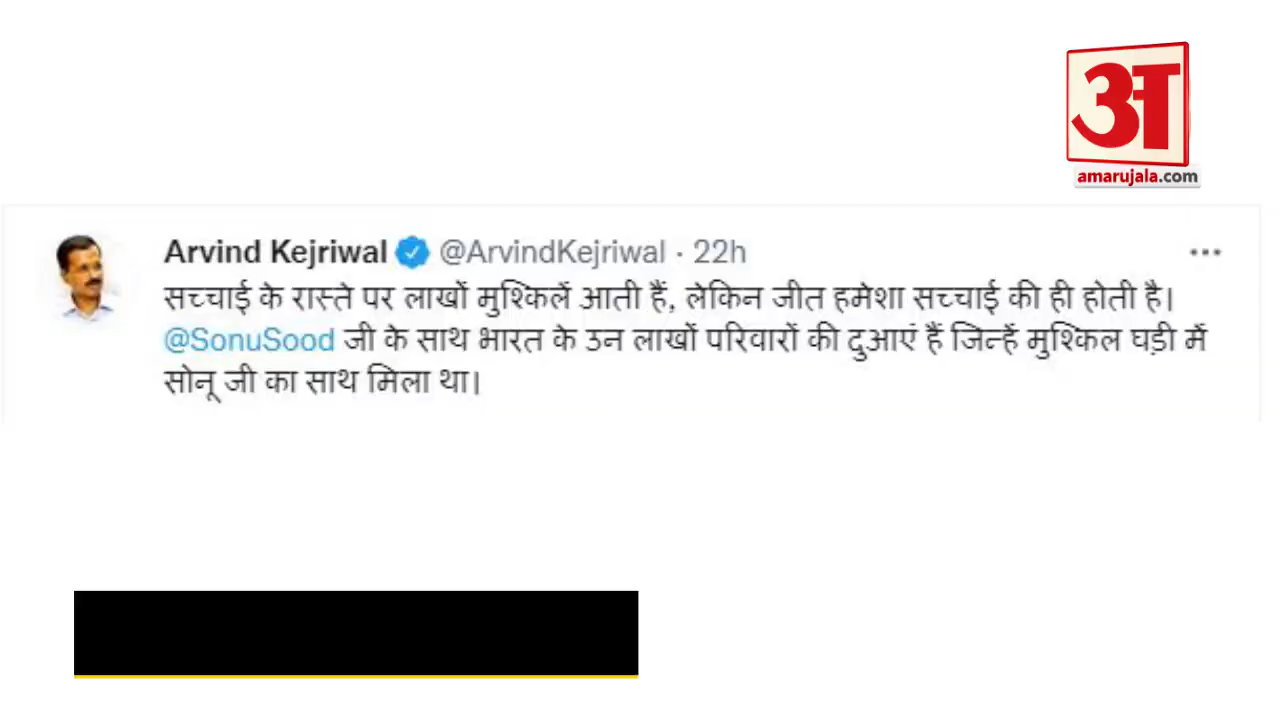 अ
amarujala.com
Arvind Kejriwal @ArvindKejriwal · 22h
सच्चाई के रास्ते पर लाखों मुश्किलें आती हैं, लेकिन जीत हमेशा सच्चाई की ही होती है।
@SonuSood जी के साथ भारत के उन लाखों परिवारों की दुआएं हैं जिन्हें मुश्किल घड़ी में
सोनू जी का साथ मिला था।